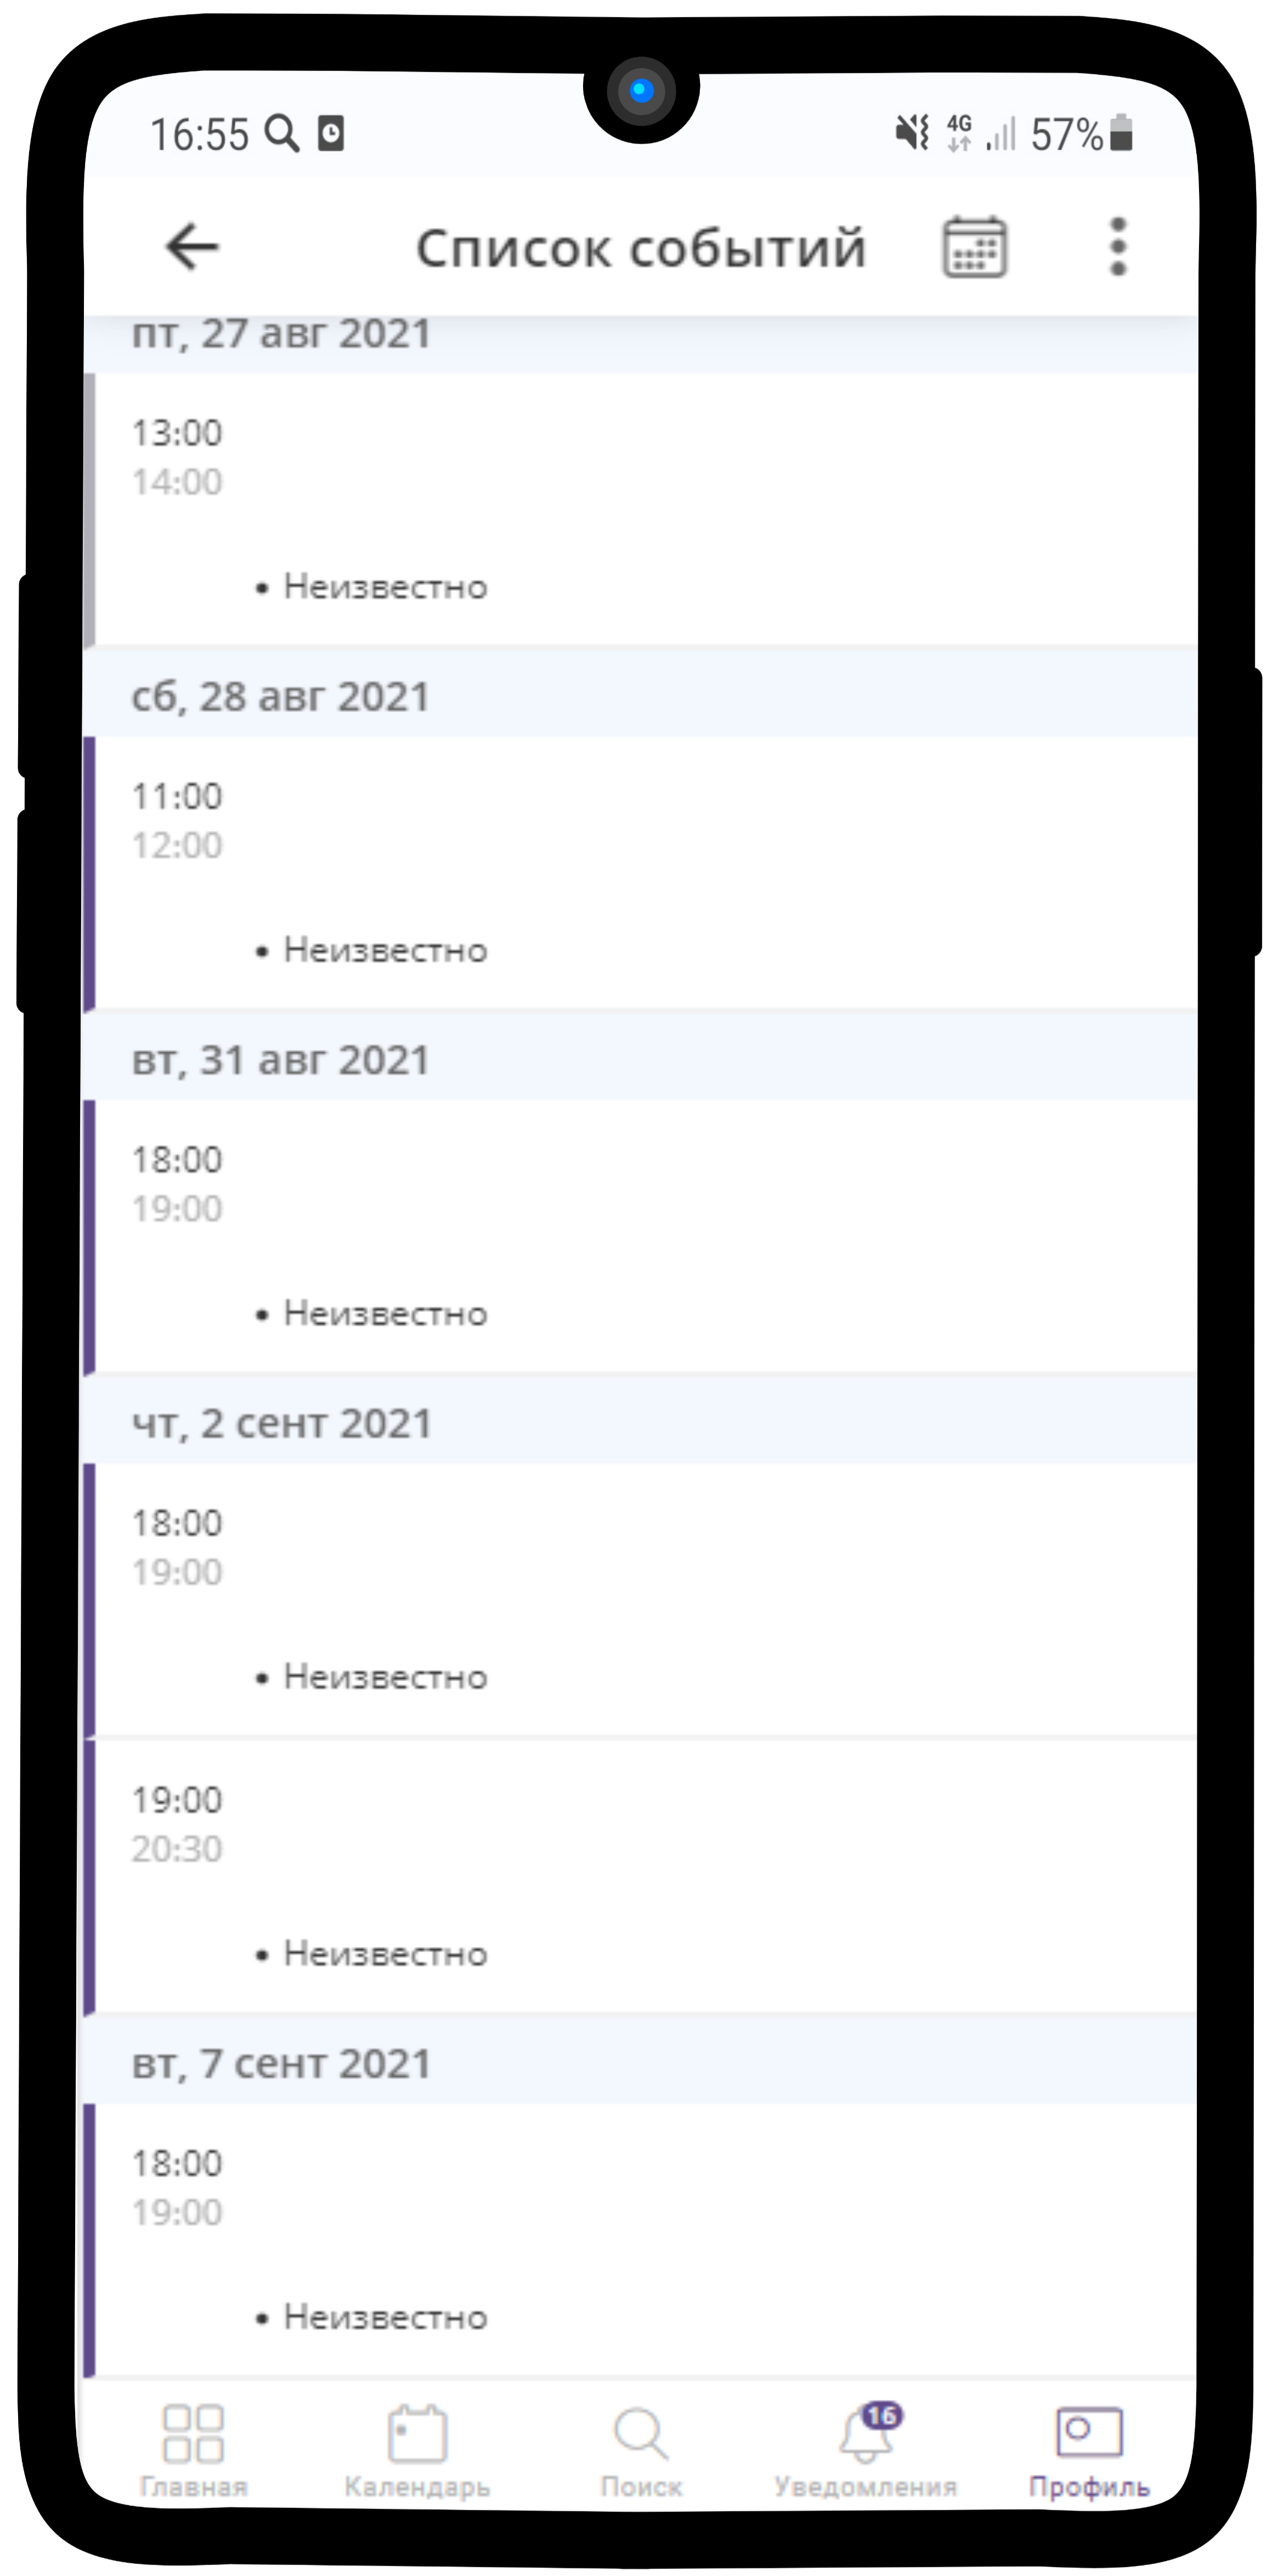 16:55 4G 57%
Список событий
пт, 27 авг 2021
13:00
14:00
• Неизвестно
сб, 28 авг 2021
11:00
12:00
• Неизвестно
вт, 31 авг 2021
18:00
19:00
• Неизвестно
чт, 2 сент 2021
18:00
19:00
• Неизвестно
19:00
20:30
• Неизвестно
вт, 7 сент 2021
18:00
19:00
• Неизвестно
16
Главная Календарь Поиск Уведомления Профиль